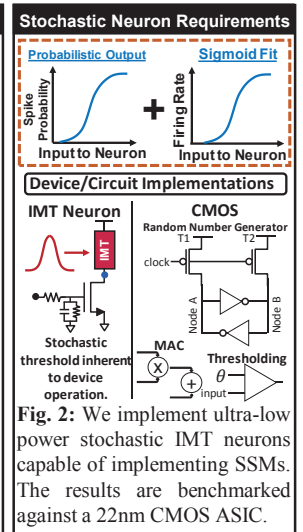 Stochastic Neuron Requirements
Probabilistic Output
Sigmoid Fit
Spike
Probability
Input to Neuron
+
Firing Rate
Input to Neuron
Device/Circuit Implementations
IMT Neuron
IMT
Stochastic
threshold inherent
to device
operation.
CMOS
Random Number Generator
T1
T2
clock
Node A
Node B
MAC
X
+
Thresholding
θ
input
Fig. 2: We implement ultra-low
power stochastic IMT neurons
capable of implementing SSMs.
The results are benchmarked
against a 22nm CMOS ASIC.